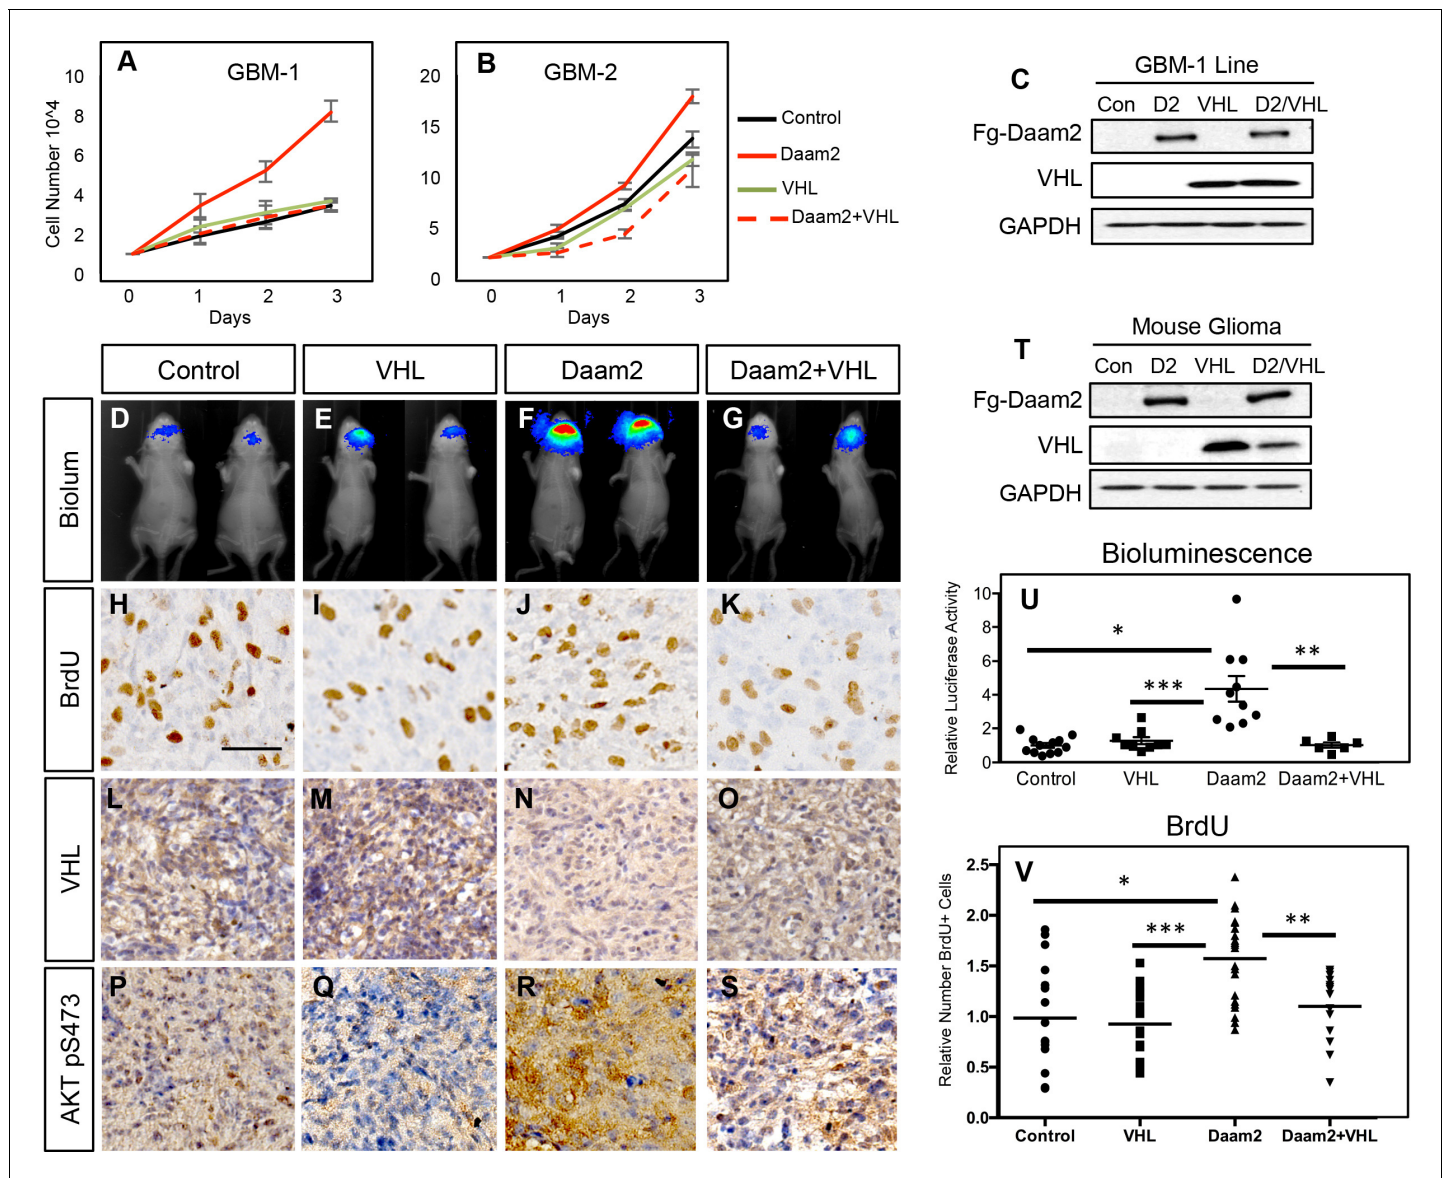 A
GBM-1
Cell Number 10^4
10
8
6
4
2
0
0 1 2 3
Days
B
GBM-2
20
15
10
5
0
0 1 2 3
Days
Control
Daam2
VHL
Daam2+VHL
C
GBM-1 Line
Con D2 VHL D2/VHL
Fg-Daam2
VHL
GAPDH
T
Mouse Glioma
Con D2 VHL D2/VHL
Fg-Daam2
VHL
GAPDH
Control VHL Daam2 Daam2+VHL
Biolum
D E F G
BrdU
H I J K
VHL
L M N O
AKT pS473
P Q R S
Bioluminescence
U
Relative Luciferase Activity
10
8
6
4
2
0
*
***
**
Control VHL Daam2 Daam2+VHL
BrdU
V
Relative Number BrdU+ Cells
2.5
2.0
1.5
1.0
0.5
0.0
*
***
**
Control VHL Daam2 Daam2+VHL